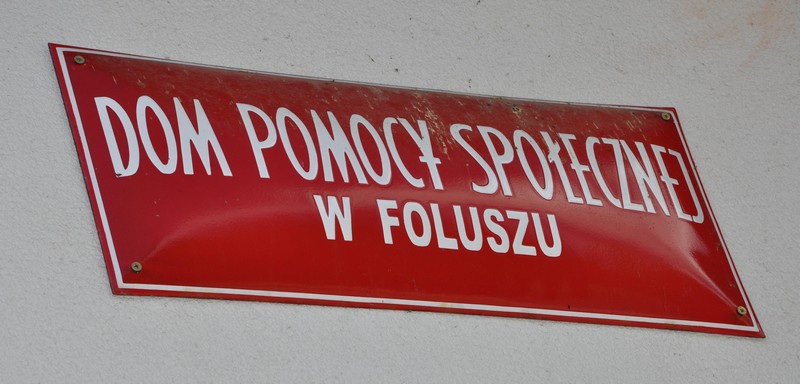 DOM POMOCY SPOŁECZNEJ
W FOLUSZU